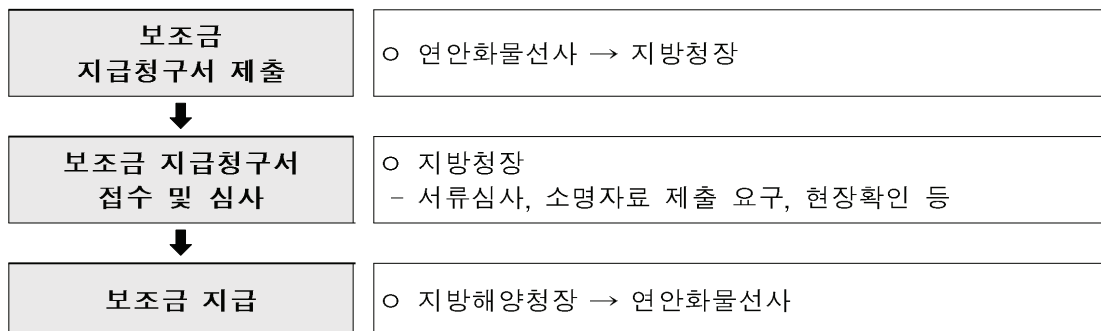 보조금
지급청구서 제출
ㅇ 연안화물선사 → 지방청장
보조금 지급청구서
접수 및 심사
ㅇ 지방청장
- 서류심사, 소명자료 제출 요구, 현장확인 등
보조금 지급
ㅇ 지방해양청장 → 연안화물선사